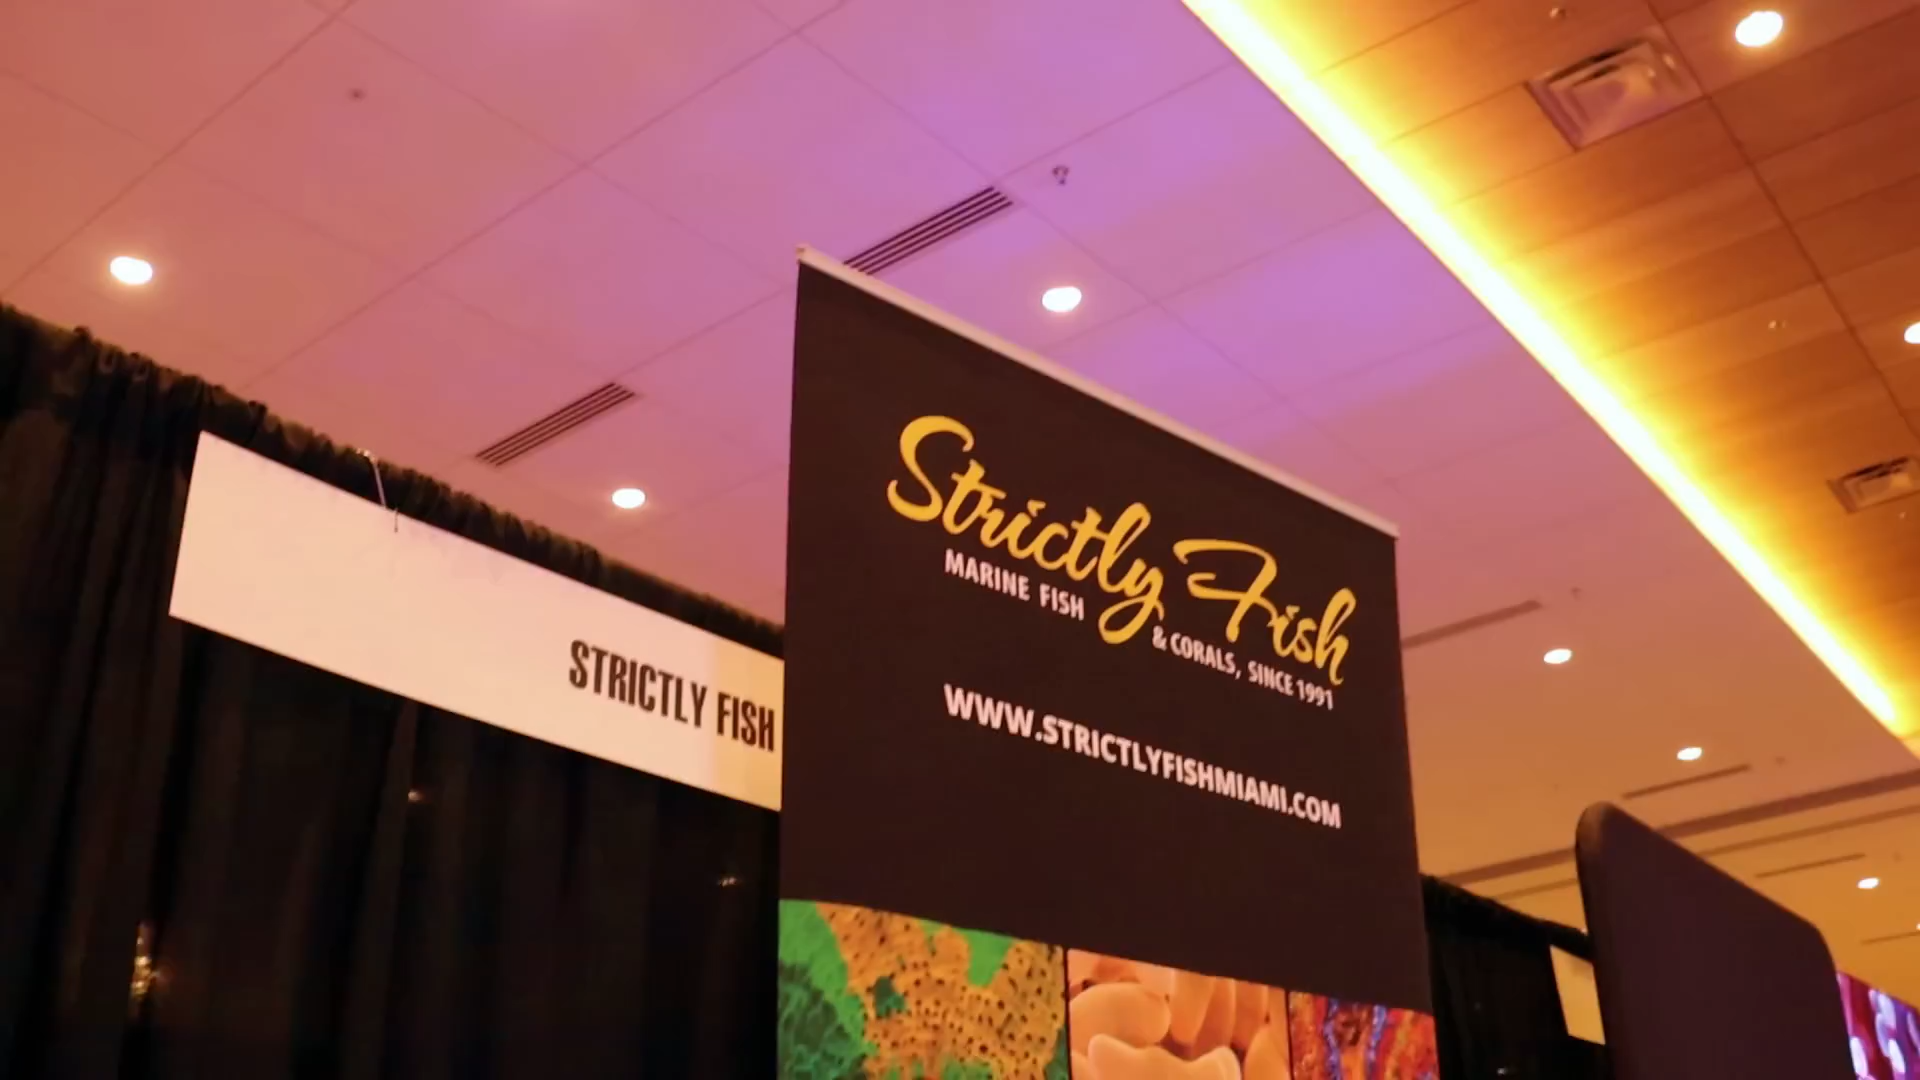 STRICTLY FISH
Strictly Fish
MARINE FISH & CORALS, SINCE 1991
WWW.STRICTLYFISHMIAMI.COM